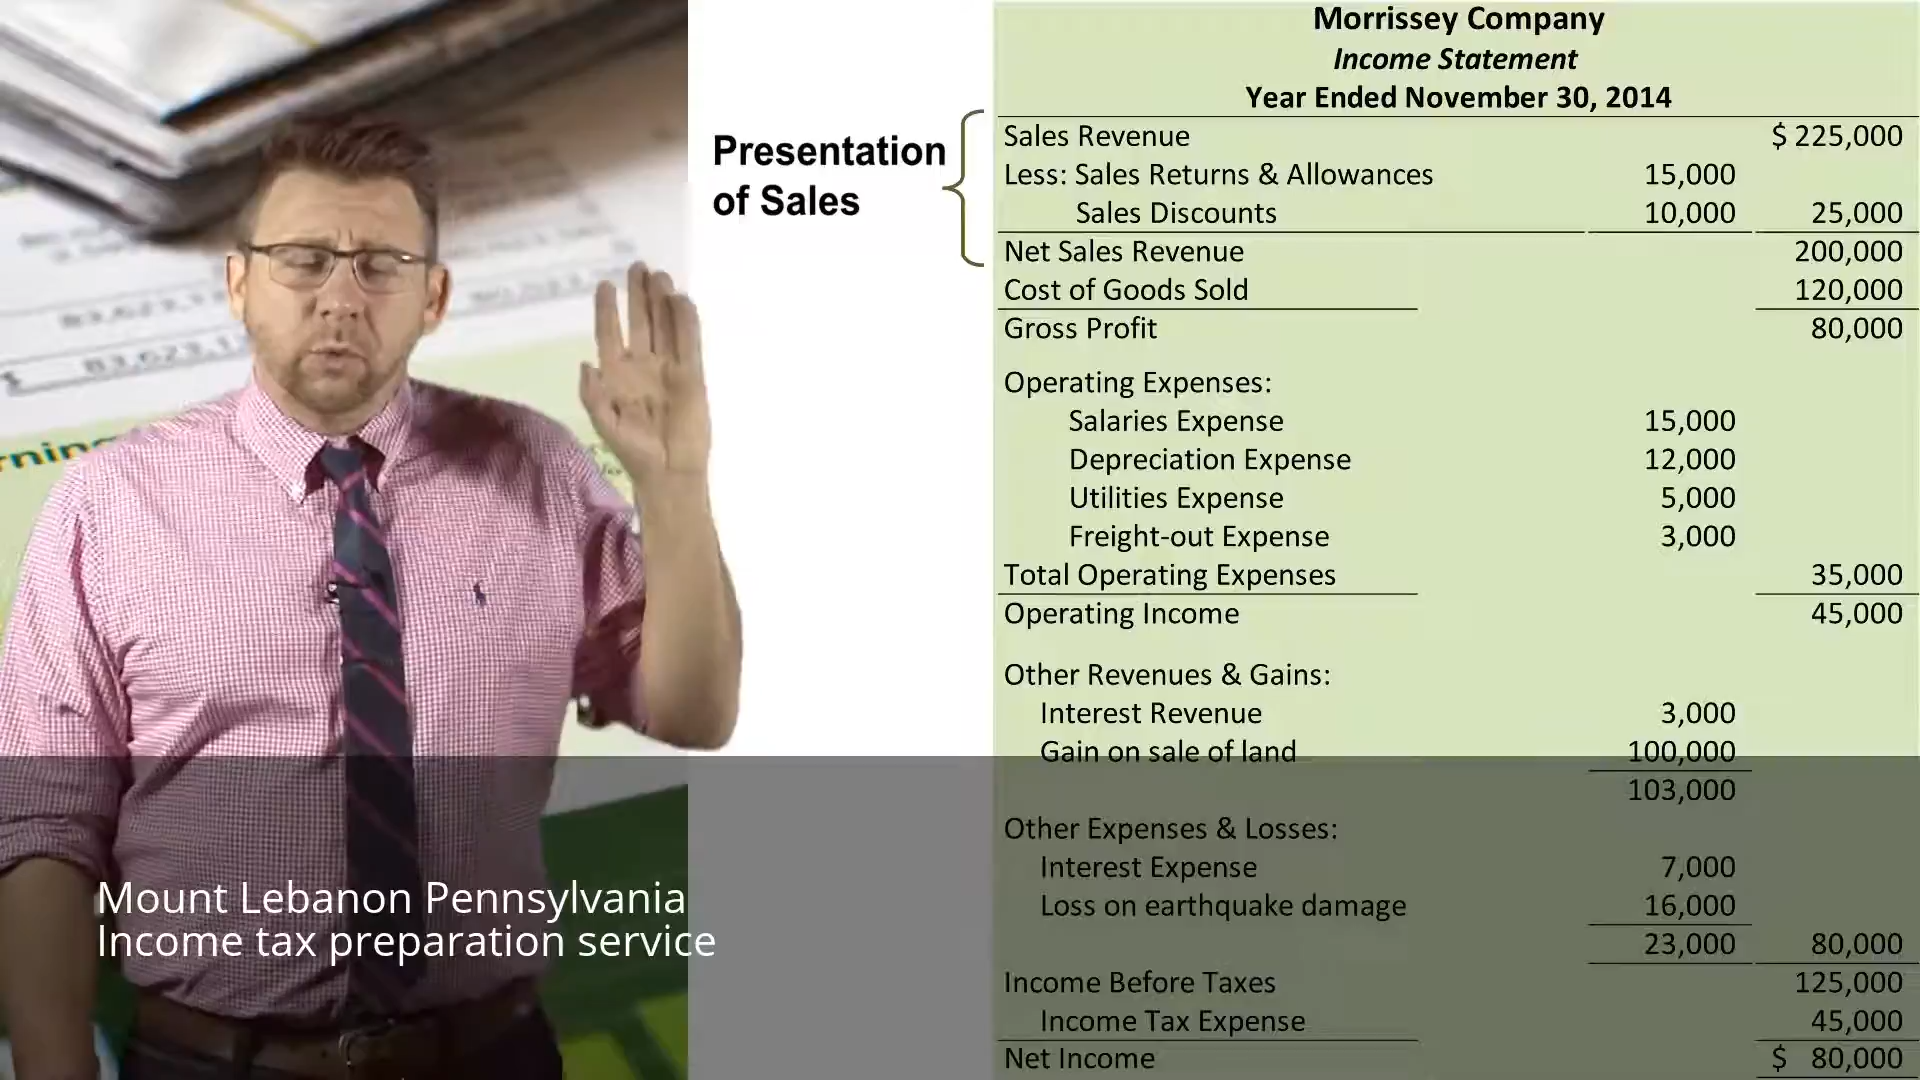 Morrissey Company
Income Statement
Year Ended November 30, 2014
Presentation
of Sales
Sales Revenue $ 225,000
Less: Sales Returns & Allowances 15,000
Sales Discounts 10,000 25,000
Net Sales Revenue 200,000
Cost of Goods Sold 120,000
Gross Profit 80,000
Operating Expenses:
Salaries Expense 15,000
Depreciation Expense 12,000
Utilities Expense 5,000
Freight-out Expense 3,000
Total Operating Expenses 35,000
Operating Income 45,000
Other Revenues & Gains:
Interest Revenue 3,000
Gain on sale of land 100,000
103,000
Other Expenses & Losses:
Interest Expense 7,000
Loss on earthquake damage 16,000
23,000 80,000
Income Before Taxes 125,000
Income Tax Expense 45,000
Net Income $ 80,000
Mount Lebanon Pennsylvania
Income tax preparation service